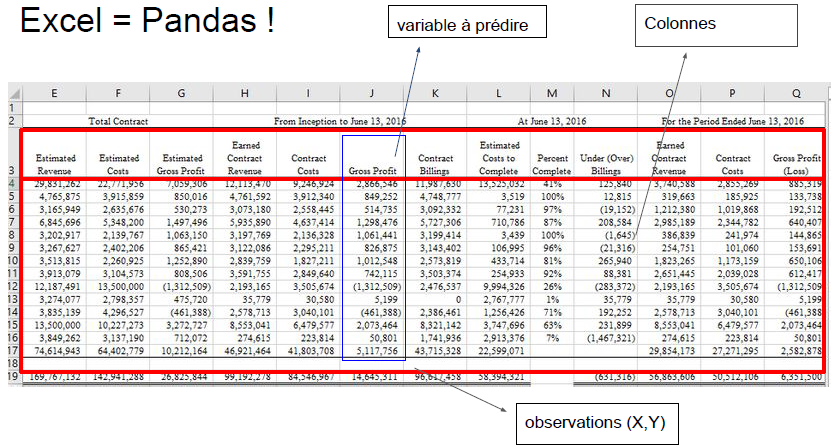 Excel = Pandas !
variable à prédire
Colonnes
E F G H I J K L M N O P Q
1
2 Total Contract From Inception to June 13, 2016 At June 13, 2016 For the Period Ended June 13, 2016
Earned Estimated Earned
Estimated Estimated Estimated Contract Contract Contract Costs to Percent Under (Over) Contract Contract Gross Profit
3 Revenue Costs Gross Profit Revenue Costs Gross Profit Billings Complete Complete Billings Revenue Costs (Loss)
4 29,831,262 22,771,956 7,059,306 12,113,470 9,246,924 2,866,546 11,987,630 13,525,032 41% 125,840 3,740,588 2,855,269 885,319
5 4,765,875 3,915,859 850,016 4,761,592 3,912,340 849,252 4,748,777 3,519 100% 12,815 319,663 185,925 133,738
6 3,165,949 2,635,676 530,273 3,073,180 2,558,445 514,735 3,092,332 77,231 97% (19,152) 1,212,380 1,019,868 192,512
7 6,845,696 5,348,200 1,497,496 5,935,890 4,637,414 1,298,476 5,727,306 710,786 87% 208,584 2,985,189 2,344,782 640,407
8 3,202,917 2,139,767 1,063,150 3,197,769 2,136,328 1,061,441 3,199,414 3,439 100% (1,645) 386,839 241,974 144,865
9 3,267,627 2,402,206 865,421 3,122,086 2,295,211 826,875 3,143,402 106,995 96% (21,316) 254,751 101,060 153,691
10 3,513,815 2,260,925 1,252,890 2,839,759 1,827,211 1,012,548 2,573,819 433,714 81% 265,940 1,823,265 1,173,159 650,106
11 3,913,079 3,104,573 808,506 3,591,755 2,849,640 742,115 3,503,374 254,933 92% 88,381 2,651,445 2,039,028 612,417
12 12,187,491 13,500,000 (1,312,509) 2,193,165 3,505,674 (1,312,509) 2,476,537 9,994,326 26% (283,372) 2,193,165 3,505,674 (1,312,509
13 3,274,077 2,798,357 475,720 35,779 30,580 5,199 0 2,767,777 1% 35,779 35,779 30,580 5,199
14 3,835,139 4,296,527 (461,388) 2,578,713 3,040,101 (461,388) 2,386,461 1,256,426 71% 192,252 2,578,713 3,040,101 (461,388
15 13,500,000 10,227,273 3,272,727 8,553,041 6,479,577 2,073,464 8,321,142 3,747,696 63% 231,899 8,553,041 6,479,577 2,073,464
16 3,849,262 3,137,190 712,072 274,615 223,814 50,801 1,741,936 2,913,376 7% (1,467,321) 274,615 223,814 50,801
17 74,614,943 64,402,779 10,212,164 46,921,464 41,803,708 5,117,756 43,715,328 22,599,071 29,854,173 27,271,295 2,582,878
18
19 169,767,132 142,941,288 26,825,844 99,192,278 84,546,967 14,645,311 96,617,458 58,394,321 (631,316) 56,863,606 50,512,106 6,351,500
observations (X,Y)